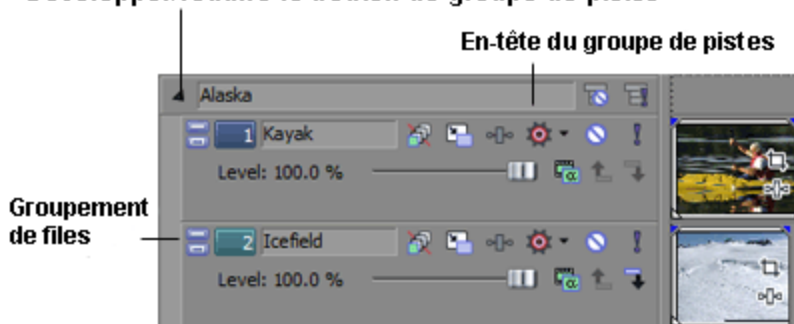 En-tête du groupe de pistes
Alaska
1 Kayak
Level: 100.0 %
Groupement
de files
2 Icefield
Level: 100.0 %